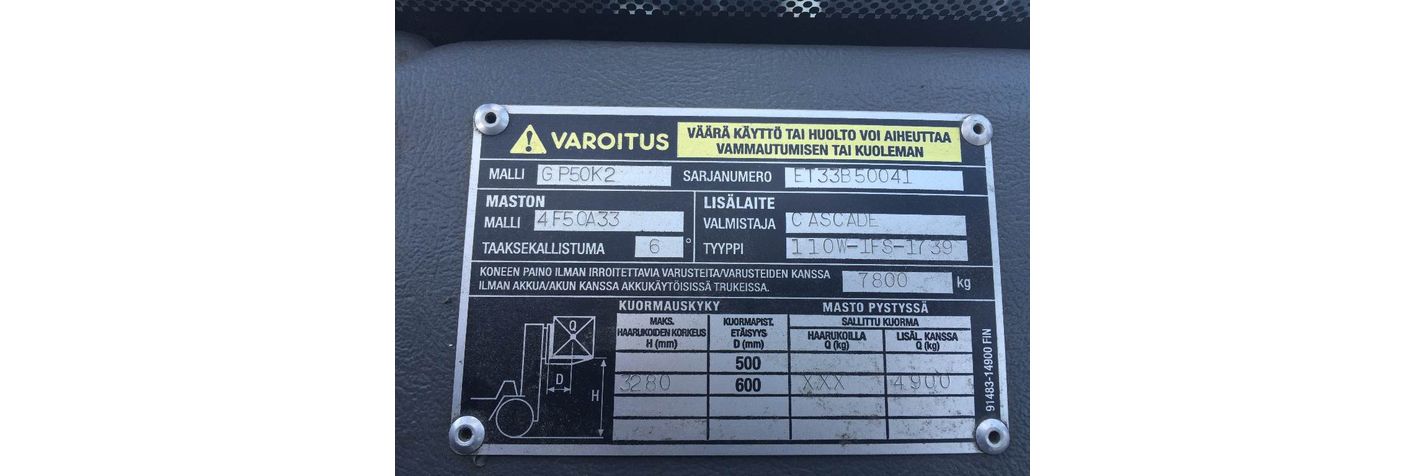 VAROITUS
VÄÄRÄ KÄYTTÖ TAI HUOLTO VOI AIHEUTTAA
VAMMAUTUMISEN TAI KUOLEMAN
MALLI GP50K2 SARJANUMERO ET33B50041
MASTON LISÄLAITE
MALLI 4F50A33 VALMISTAJA CASCADE
TAAKSEKALLISTUMA 6° TYYPPI 110W-IFS-1739
KONEEN PAINO ILMAN IRROITETTAVIA VARUSTEITA/VARUSTEIDEN KANSSA
ILMAN AKKUA/AKUN KANSSA AKKUKÄYTÖISISSÄ TRUKEISSA. 7800 kg
KUORMAUSKYKY MASTO PYSTYSSÄ
MAKS. HAARUKOIDEN KORKEUS H (mm)
KUORMAPIST. ETÄISYYS D (mm)
SALLITTU KUORMA
HAARUKOILLA Q (kg)
LISÄL. KANSSA Q (kg)
500
3280 600 XXX 4900
Q
D
H
91483-14900 FIN